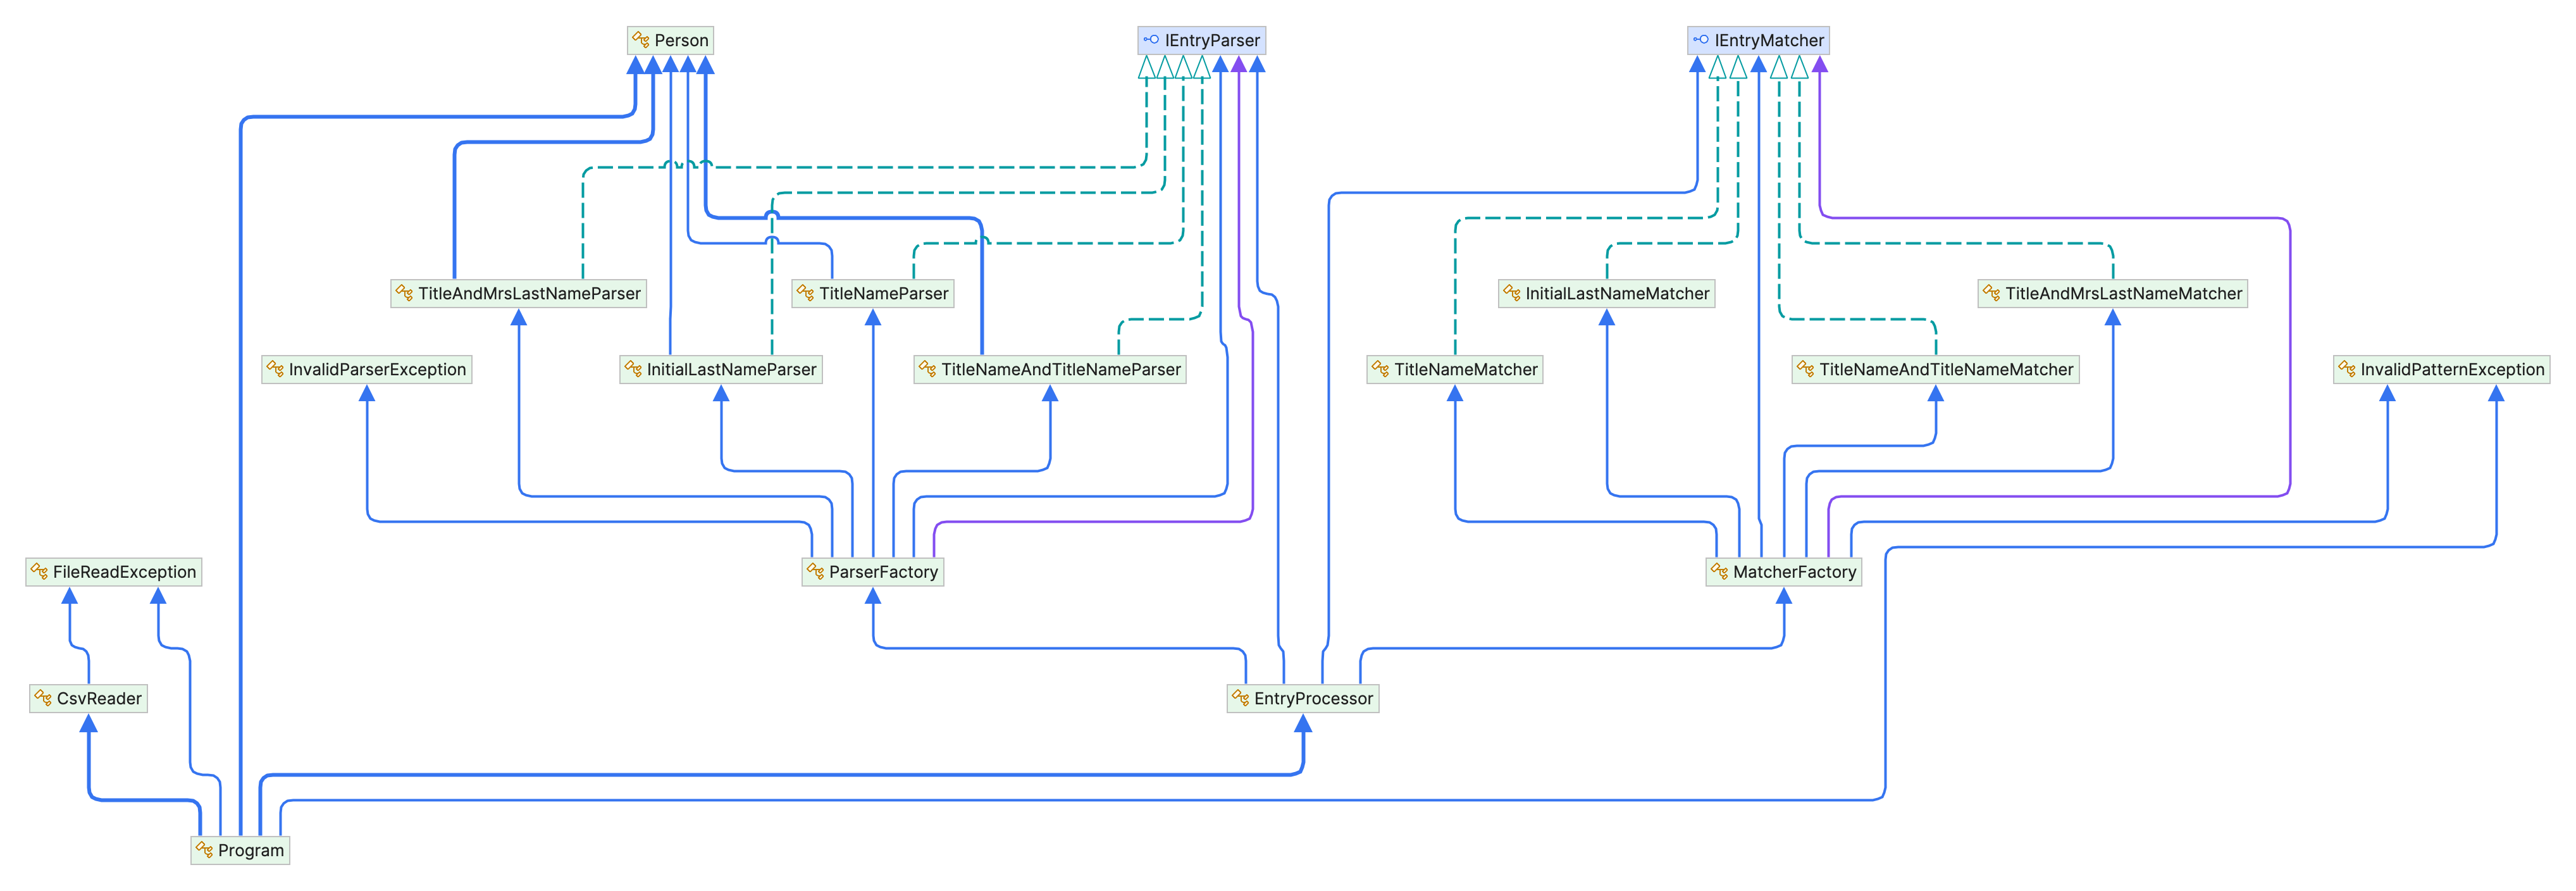 Person
IEntryParser
IEntryMatcher
TitleAndMrsLastNameParser
TitleNameParser
InitialLastNameMatcher
TitleAndMrsLastNameMatcher
InvalidParserException
InitialLastNameParser
TitleNameAndTitleNameParser
TitleNameMatcher
TitleNameAndTitleNameMatcher
InvalidPatternException
FileReadException
ParserFactory
MatcherFactory
CsvReader
EntryProcessor
Program